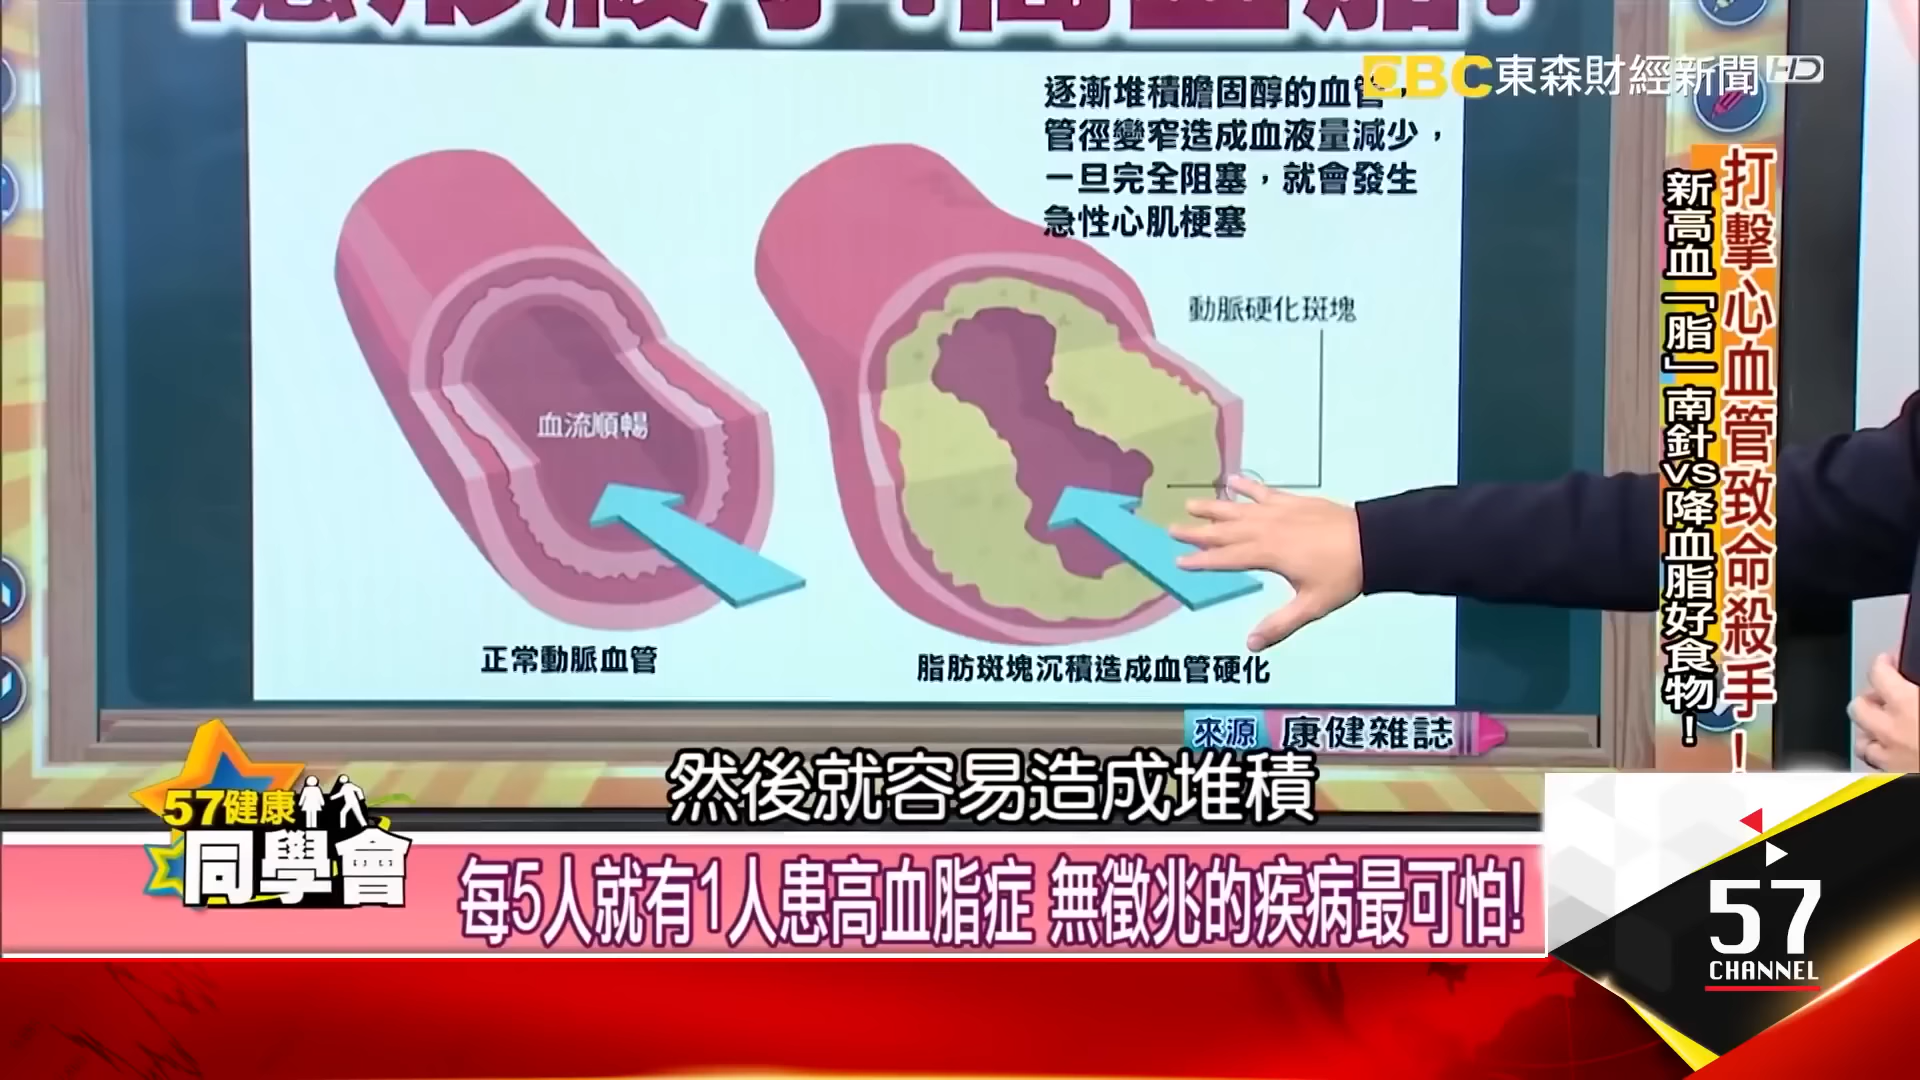 隱形殺手!高血脂!
EBC東森財經新聞HD
逐漸堆積膽固醇的血管，
管徑變窄造成血液量減少，
一旦完全阻塞，就會發生
急性心肌梗塞
動脈硬化斑塊
血流順暢
正常動脈血管
脂肪斑塊沉積造成血管硬化
來源 康健雜誌
打擊心血管致命殺手!
新高血「脂」南針vs降血脂好食物!
然後就容易造成堆積
57健康
同學會
每5人就有1人患高血脂症 無徵兆的疾病最可怕!
57
CHANNEL